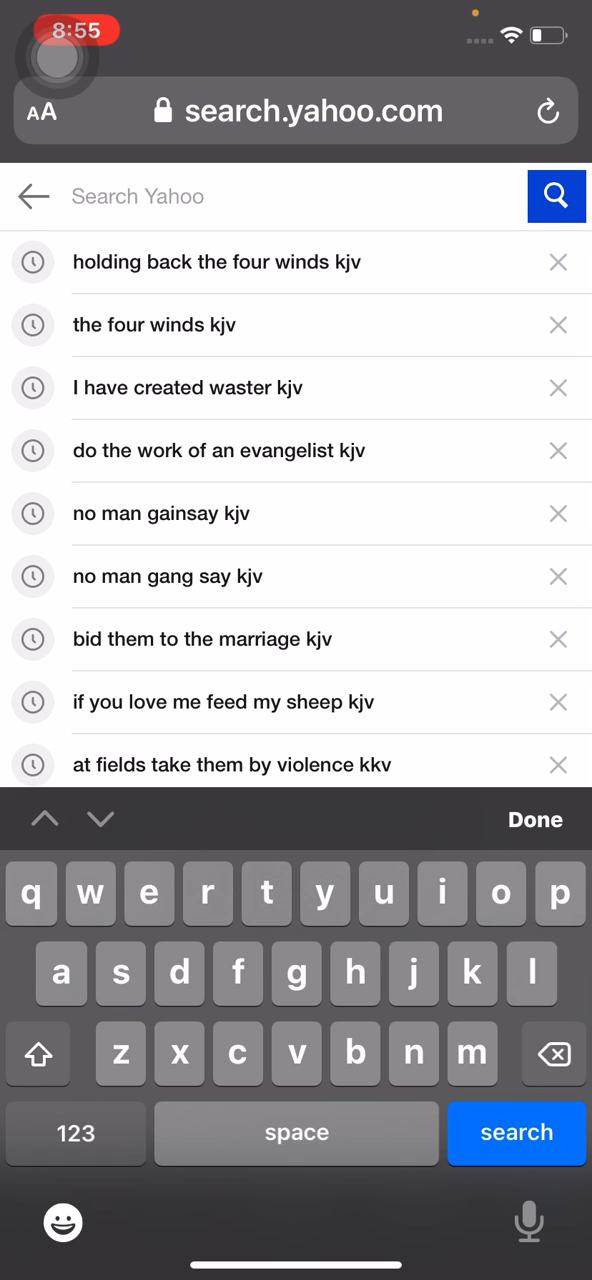 8:55
AA search.yahoo.com
Search Yahoo
holding back the four winds kjv
the four winds kjv
I have created waster kjv
do the work of an evangelist kjv
no man gainsay kjv
no man gang say kjv
bid them to the marriage kjv
if you love me feed my sheep kjv
at fields take them by violence kkv
Done
q w e r t y u i o p
a s d f g h j k l
z x c v b n m
123 space search